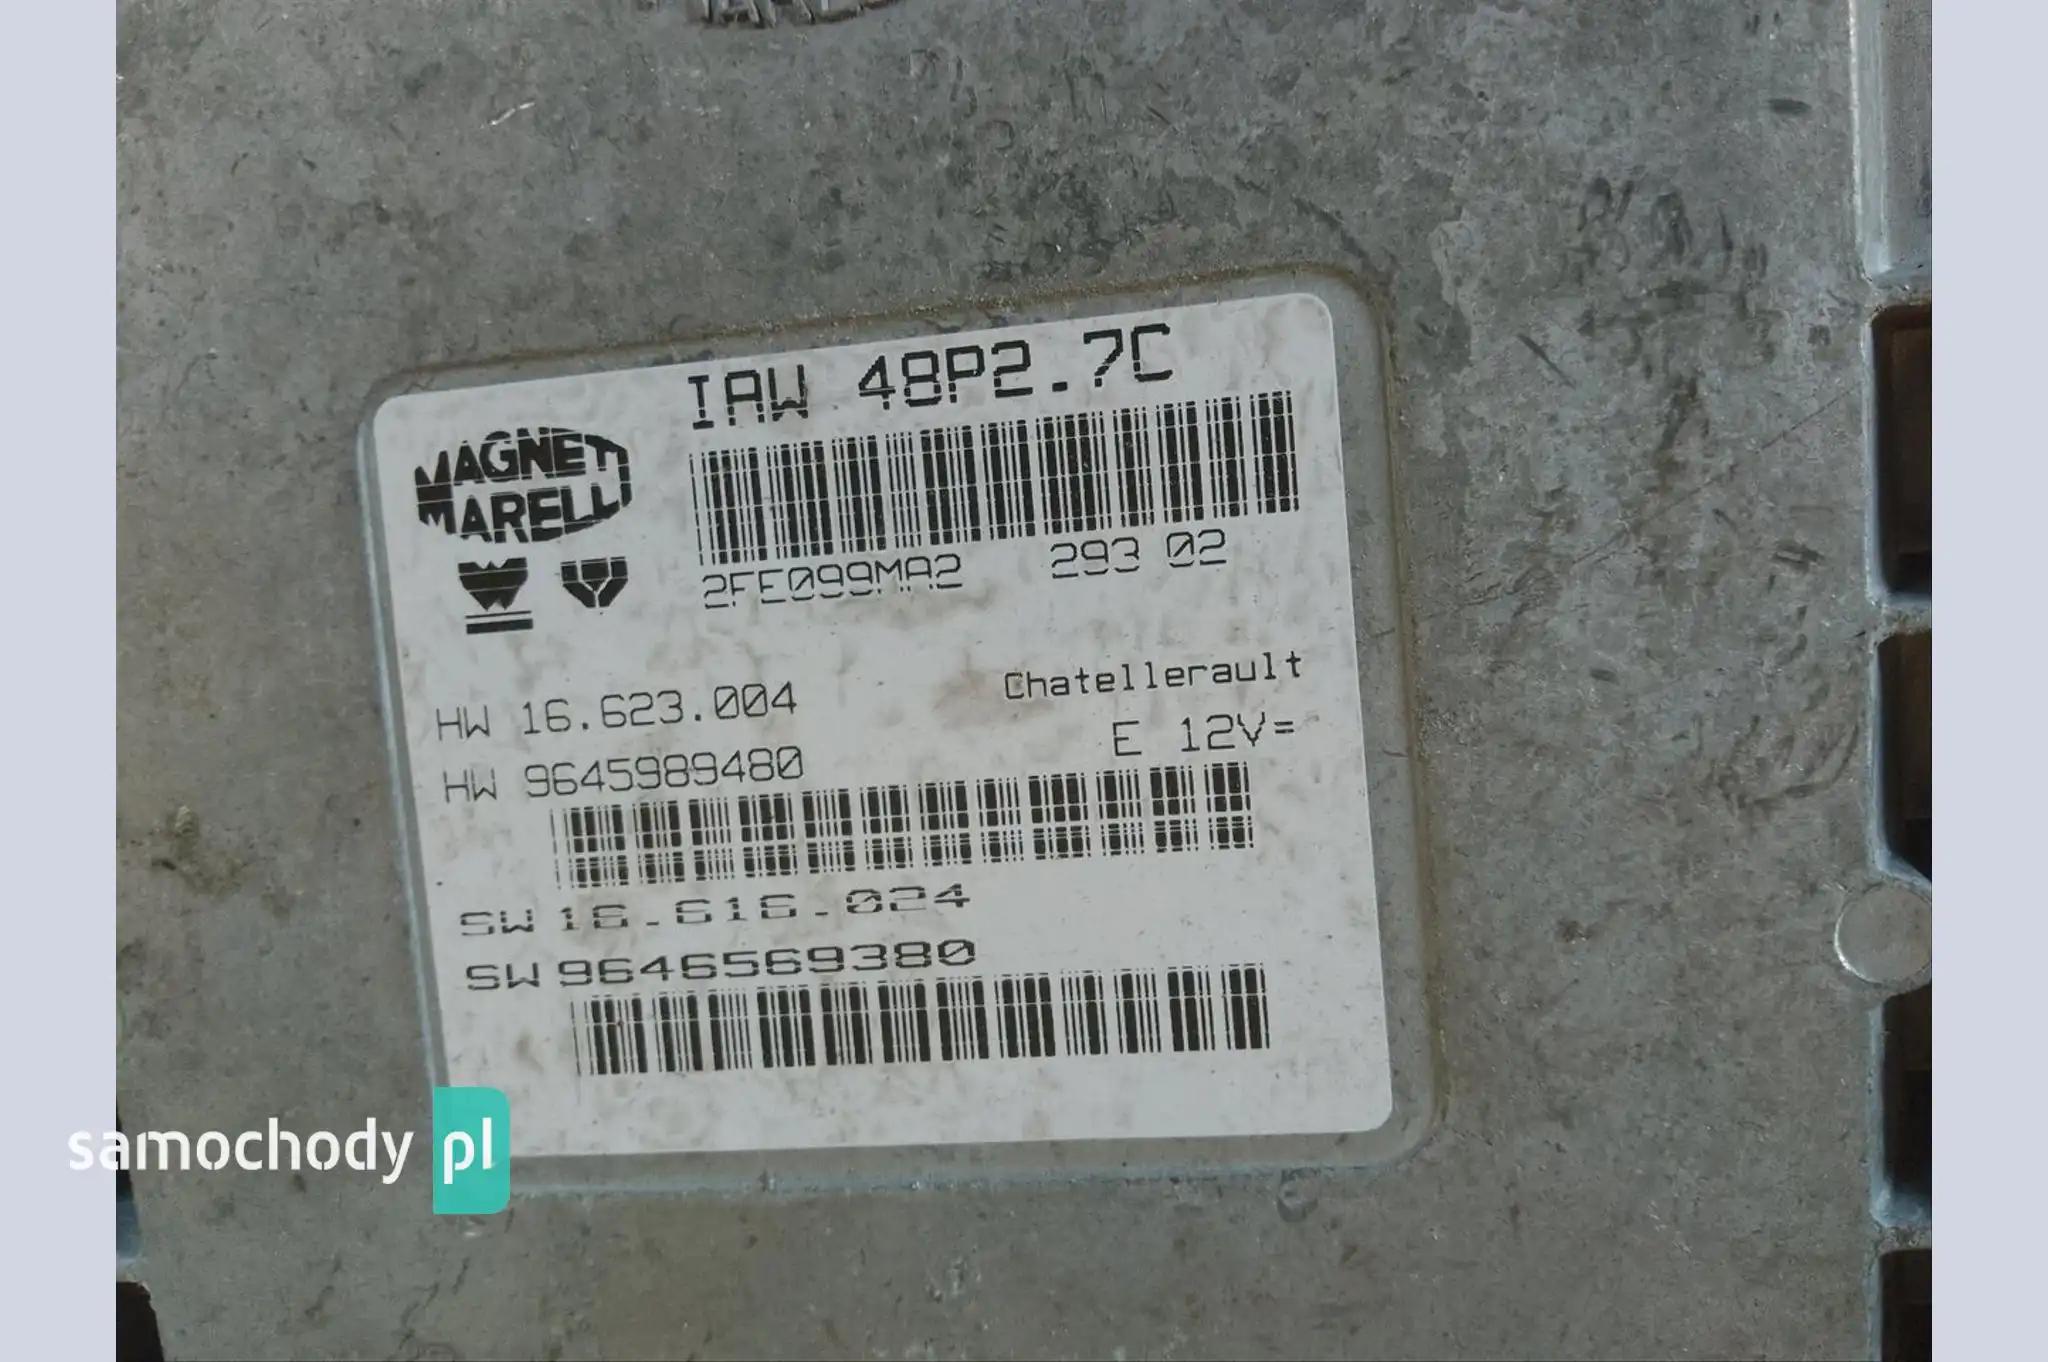 IAW 48P2.7C
MAGNETI
MARELLI
2FE099MA2 293 02
Chatellerault
HW 16.623.004
E 12V=
HW 9645989480
SW 16.616.024
SW 9646569380
samochody pl